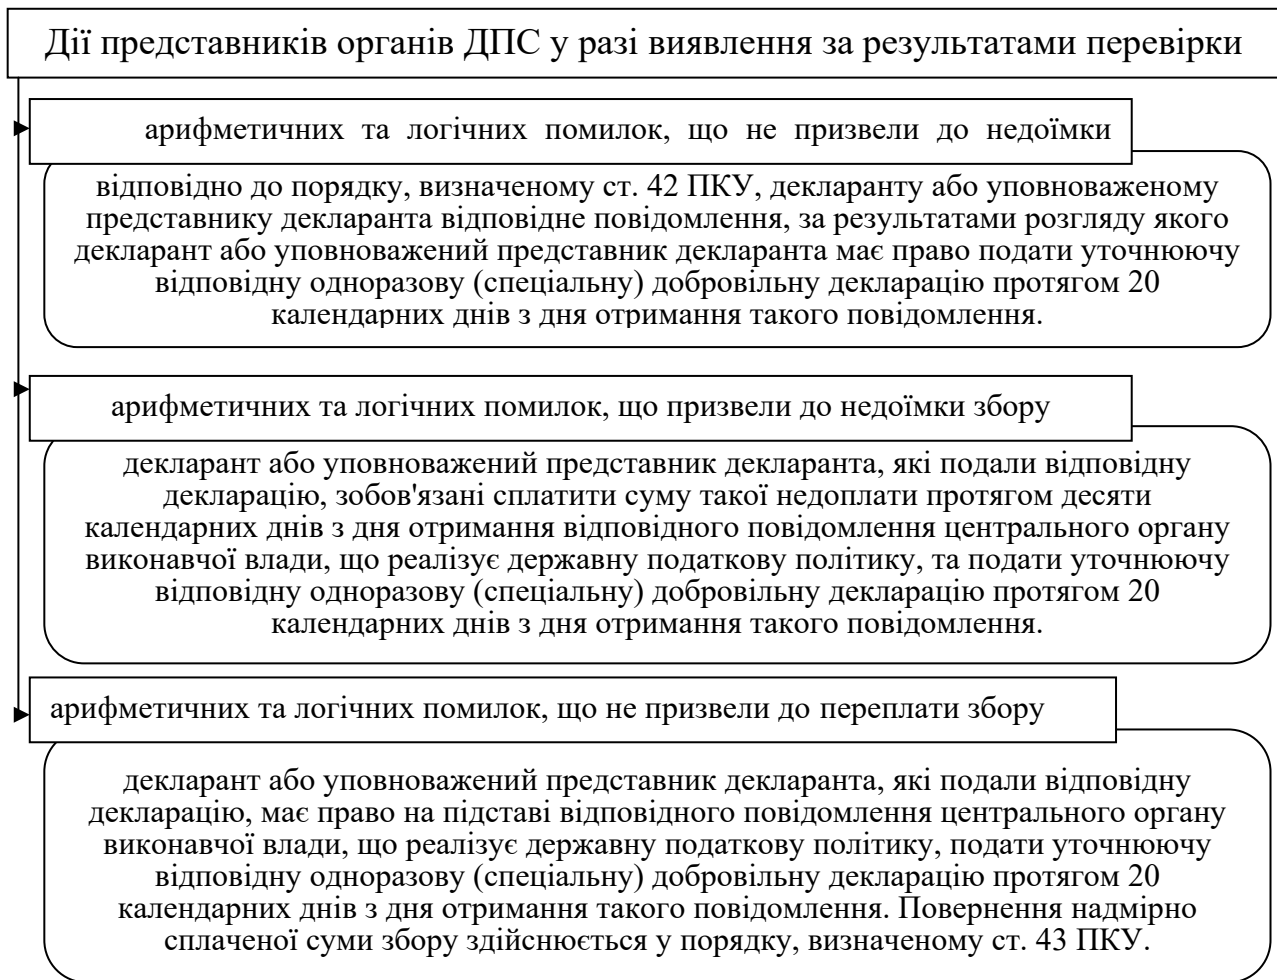 Дії представників органів ДПС у разі виявлення за результатами перевірки
арифметичних та логічних помилок, що не призвели до недоїмки
відповідно до порядку, визначеному ст. 42 ПКУ, декларанту або уповноваженому
представнику декларанта відповідне повідомлення, за результатами розгляду якого
декларант або уповноважений представник декларанта має право подати уточнюючу
відповідну одноразову (спеціальну) добровільну декларацію протягом 20
календарних днів з дня отримання такого повідомлення.
арифметичних та логічних помилок, що призвели до недоїмки збору
декларант або уповноважений представник декларанта, які подали відповідну
декларацію, зобов'язані сплатити суму такої недоплати протягом десяти
календарних днів з дня отримання відповідного повідомлення центрального органу
виконавчої влади, що реалізує державну податкову політику, та подати уточнюючу
відповідну одноразову (спеціальну) добровільну декларацію протягом 20
календарних днів з дня отримання такого повідомлення.
арифметичних та логічних помилок, що не призвели до переплати збору
декларант або уповноважений представник декларанта, які подали відповідну
декларацію, має право на підставі відповідного повідомлення центрального органу
виконавчої влади, що реалізує державну податкову політику, подати уточнюючу
відповідну одноразову (спеціальну) добровільну декларацію протягом 20
календарних днів з дня отримання такого повідомлення. Повернення надмірно
сплаченої суми збору здійснюється у порядку, визначеному ст. 43 ПКУ.